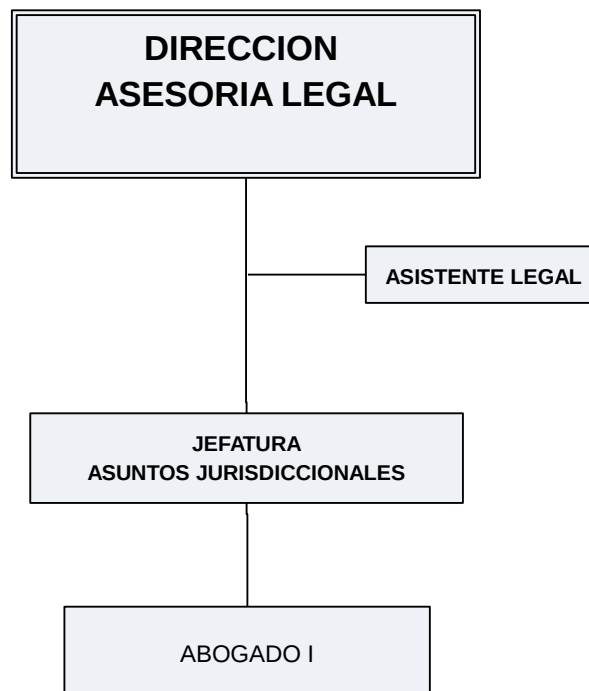 DIRECCION
ASESORIA LEGAL
ASISTENTE LEGAL
JEFATURA
ASUNTOS JURISDICCIONALES
ABOGADO I